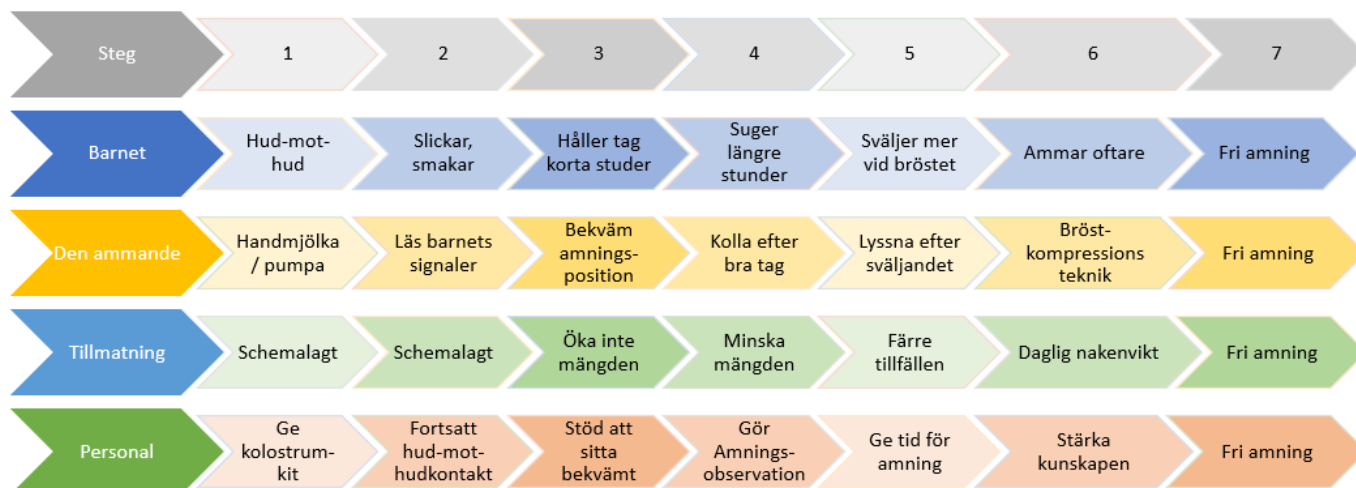 Steg
1
2
3
4
5
6
7
Barnet
Hud-mot-
hud
Slickar,
smakar
Håller tag
korta studer
Suger
längre
stunder
Sväljer mer
vid bröstet
Ammar oftare
Fri amning
Den ammande
Handmjölka
/ pumpa
Läs barnets
signaler
Bekväm
amnings-
position
Kolla efter
bra tag
Lyssna efter
sväljandet
Bröst-
kompressions
teknik
Fri amning
Tillmatning
Schemalagt
Schemalagt
Öka inte
mängden
Minska
mängden
Färre
tillfällen
Daglig nakenvikt
Fri amning
Personal
Ge
kolostrum-
kit
Fortsatt
hud-mot-
hudkontakt
Stöd att
sitta
bekvämt
Gör
Amnings-
observation
Ge tid för
amning
Stärka
kunskapen
Fri amning